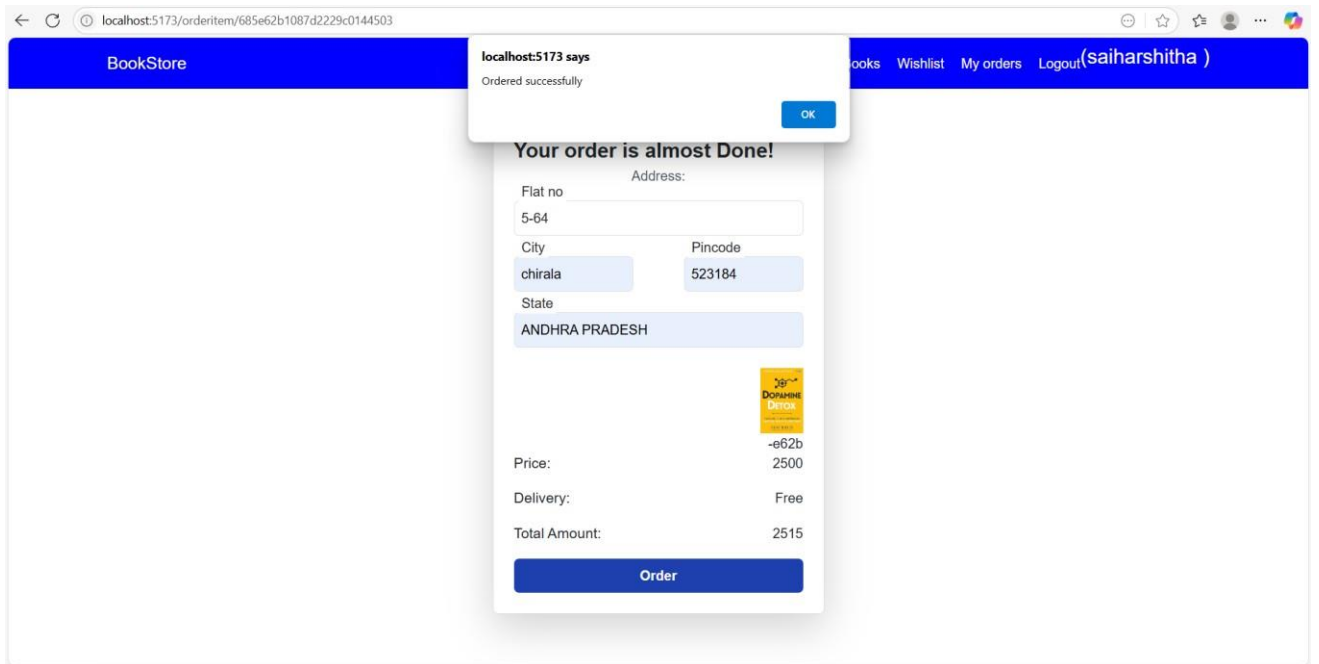 localhost:5173/orderitem/685e62b1087d2229c0144503
BookStore
localhost:5173 says
Ordered successfully
OK
ooks Wishlist My orders Logout(saiharshitha )
Your order is almost Done!
Address:
Flat no
5-64
City Pincode
chirala 523184
State
ANDHRA PRADESH
DOPAMINE
DETOX
-e62b
Price: 2500
Delivery: Free
Total Amount: 2515
Order